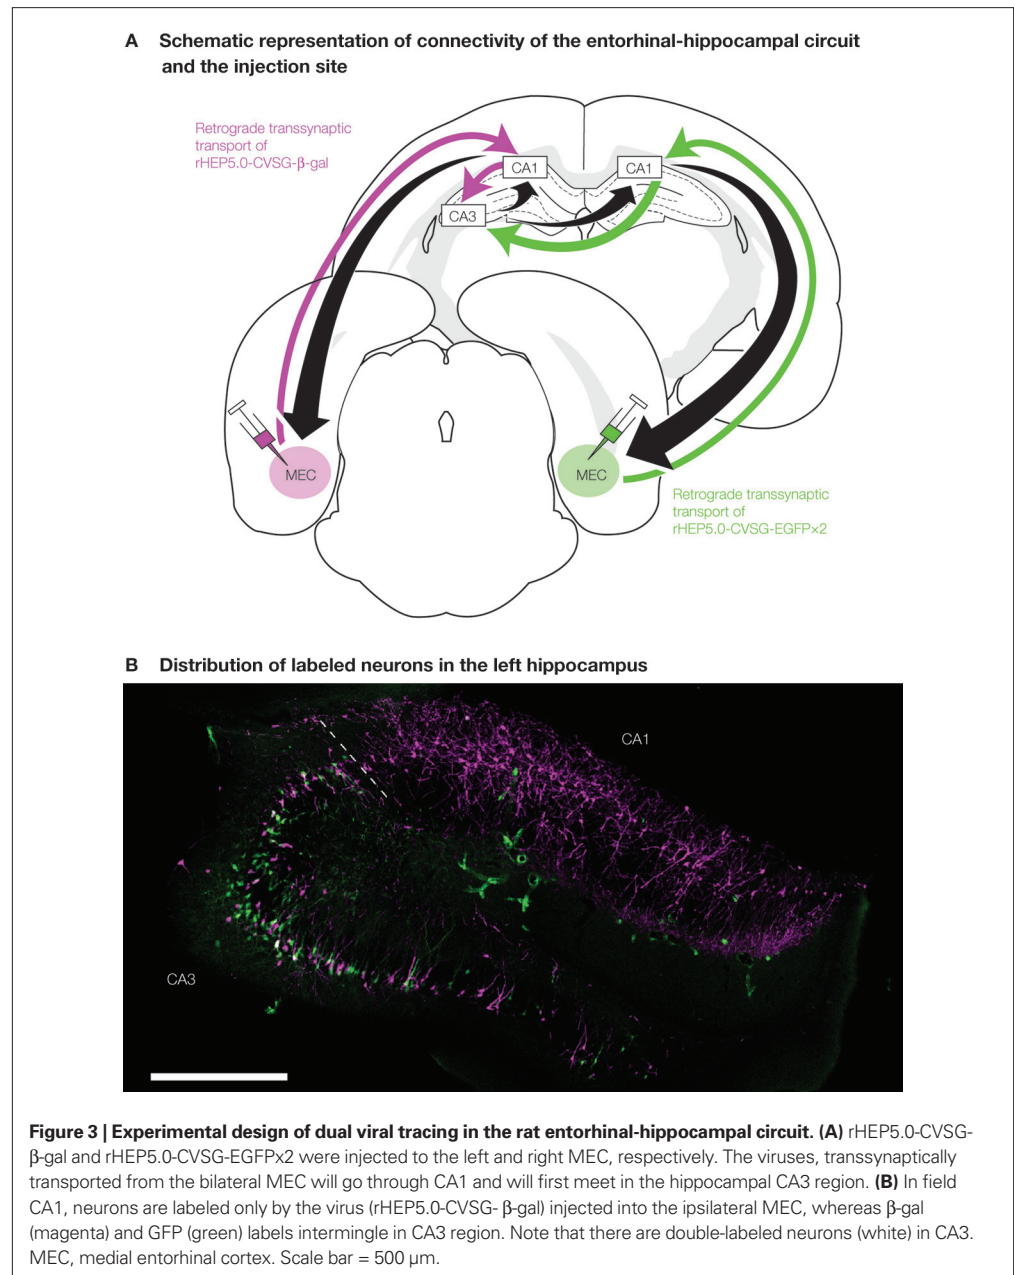 A Schematic representation of connectivity of the entorhinal-hippocampal circuit
and the injection site
Retrograde transsynaptic
transport of
rHEP5.0-CVSG-β-gal
CA1
CA1
CA3
MEC
MEC
Retrograde transsynaptic
transport of
rHEP5.0-CVSG-EGFP×2
B Distribution of labeled neurons in the left hippocampus
CA1
CA3
Figure 3 | Experimental design of dual viral tracing in the rat entorhinal-hippocampal circuit. (A) rHEP5.0-CVSG-
β-gal and rHEP5.0-CVSG-EGFPx2 were injected to the left and right MEC, respectively. The viruses, transsynaptically
transported from the bilateral MEC will go through CA1 and will first meet in the hippocampal CA3 region. (B) In field
CA1, neurons are labeled only by the virus (rHEP5.0-CVSG- β-gal) injected into the ipsilateral MEC, whereas β-gal
(magenta) and GFP (green) labels intermingle in CA3 region. Note that there are double-labeled neurons (white) in CA3.
MEC, medial entorhinal cortex. Scale bar = 500 μm.